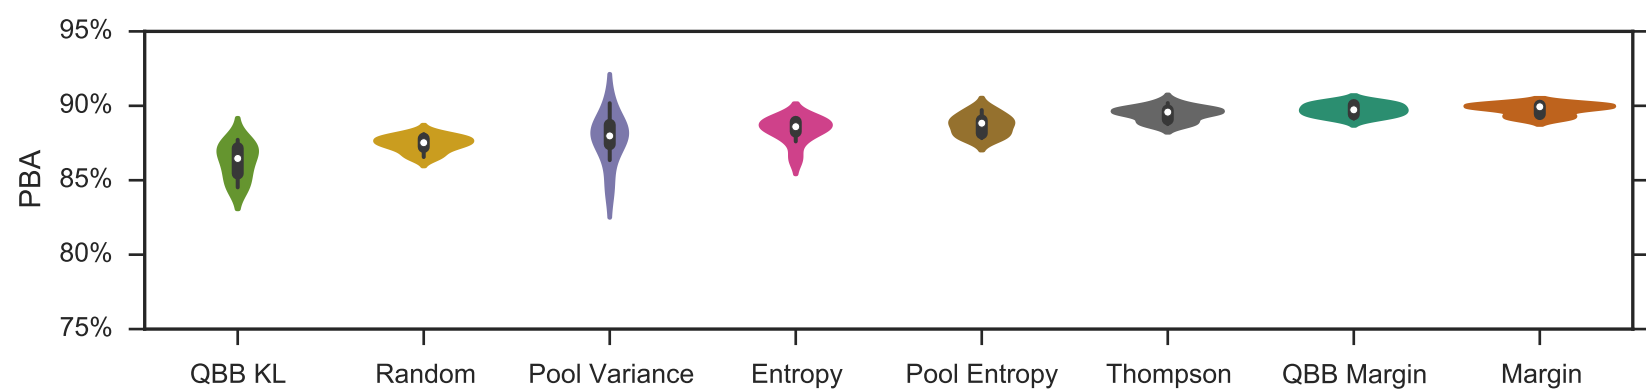 95%
90%
85%
80%
75%
PBA
QBB KL
Random
Pool Variance
Entropy
Pool Entropy
Thompson
QBB Margin
Margin